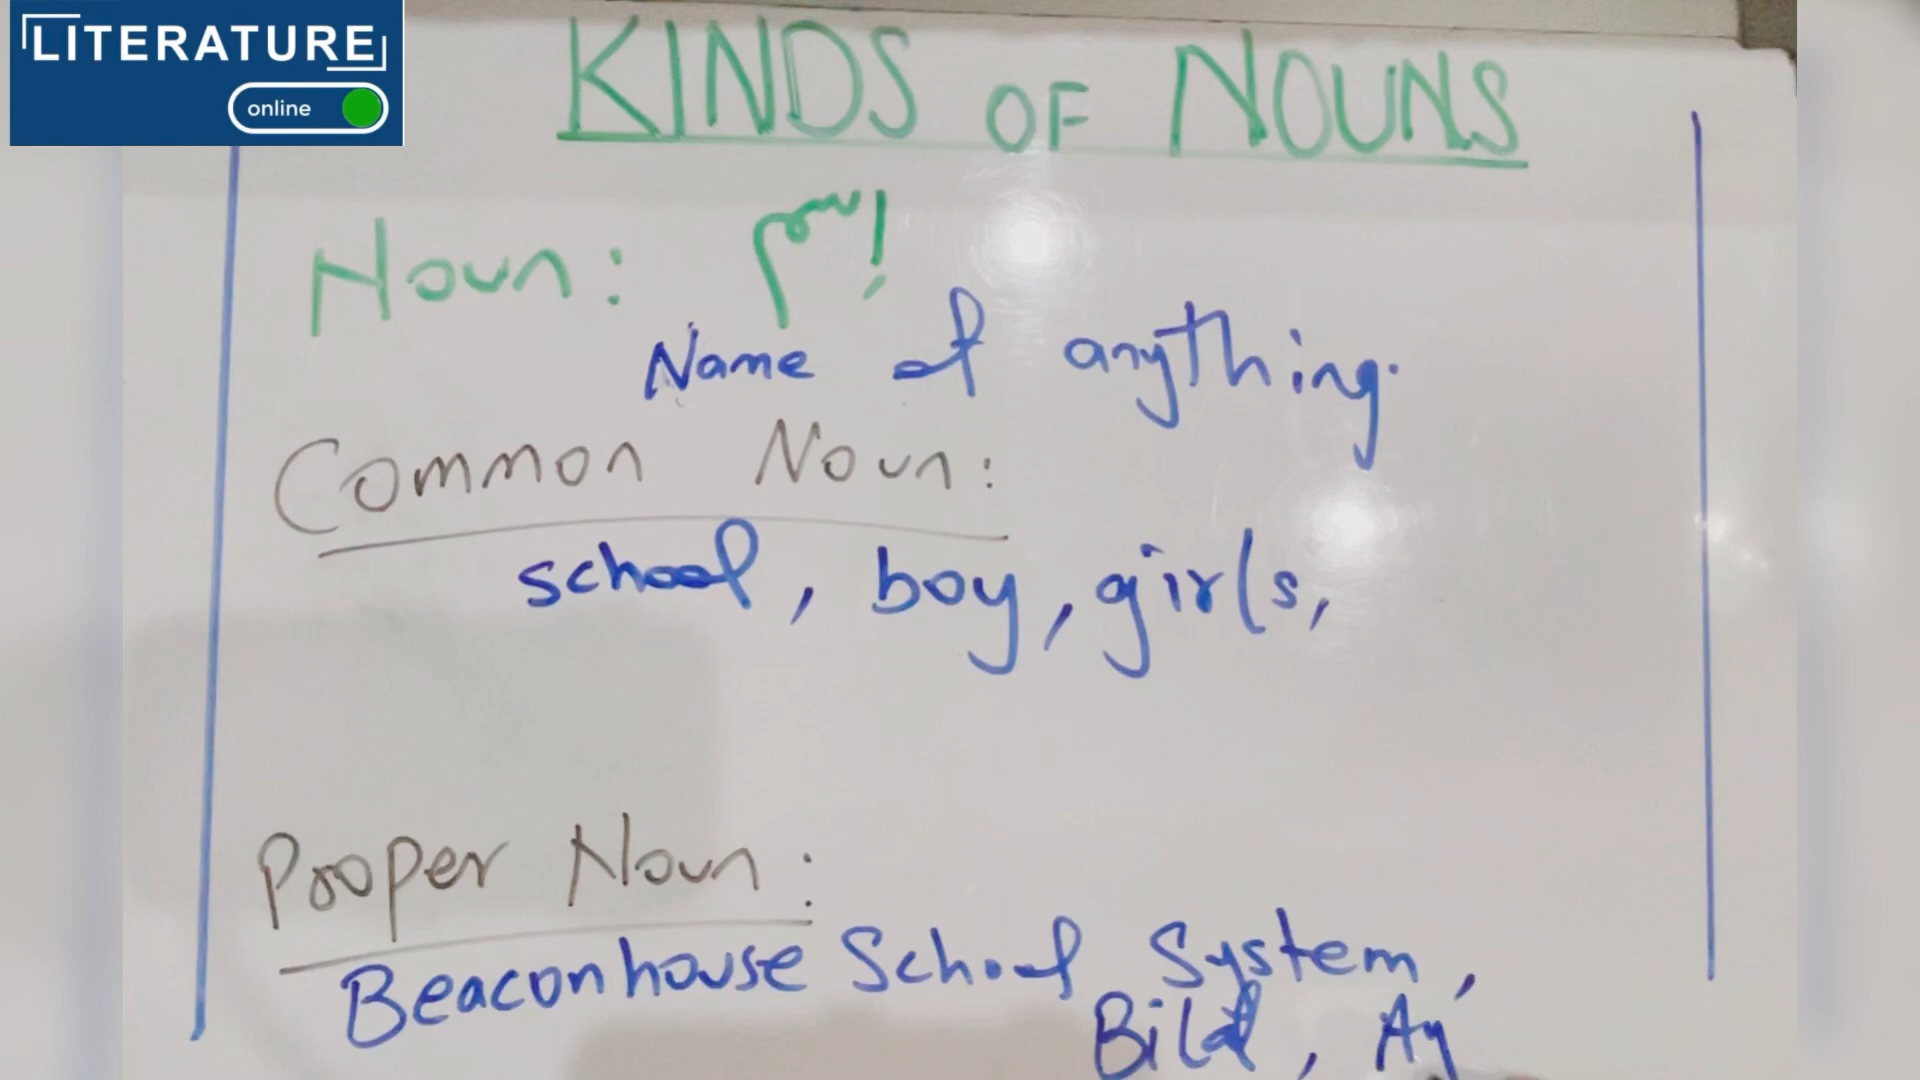 LITERATURE
online
KINDS OF NOUNS
Noun: اسم
Name of anything.
Common Noun:
school, boy, girls,
Proper Noun:
Beaconhouse School System,
Bilal, Ay